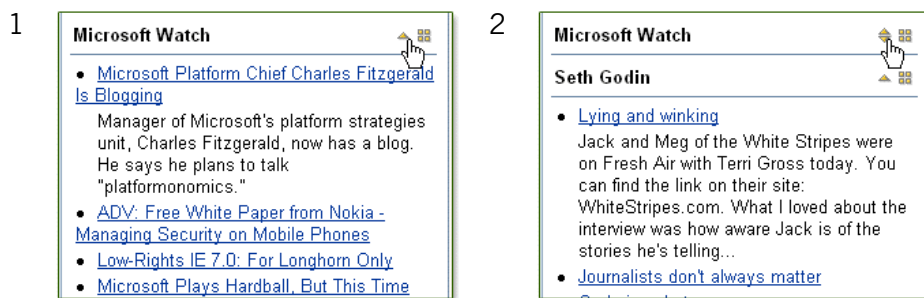 1
Microsoft Watch
• Microsoft Platform Chief Charles Fitzgerald
Is Blogging
Manager of Microsoft's platform strategies
unit, Charles Fitzgerald, now has a blog.
He says he plans to talk
"platformonomics."
• ADV: Free White Paper from Nokia -
Managing Security on Mobile Phones
• Low-Rights IE 7.0: For Longhorn Only
• Microsoft Plays Hardball, But This Time
2
Microsoft Watch
Seth Godin
• Lying and winking
Jack and Meg of the White Stripes were
on Fresh Air with Terri Gross today. You
can find the link on their site:
WhiteStripes.com. What I loved about the
interview was how aware Jack is of the
stories he's telling...
• Journalists don't always matter